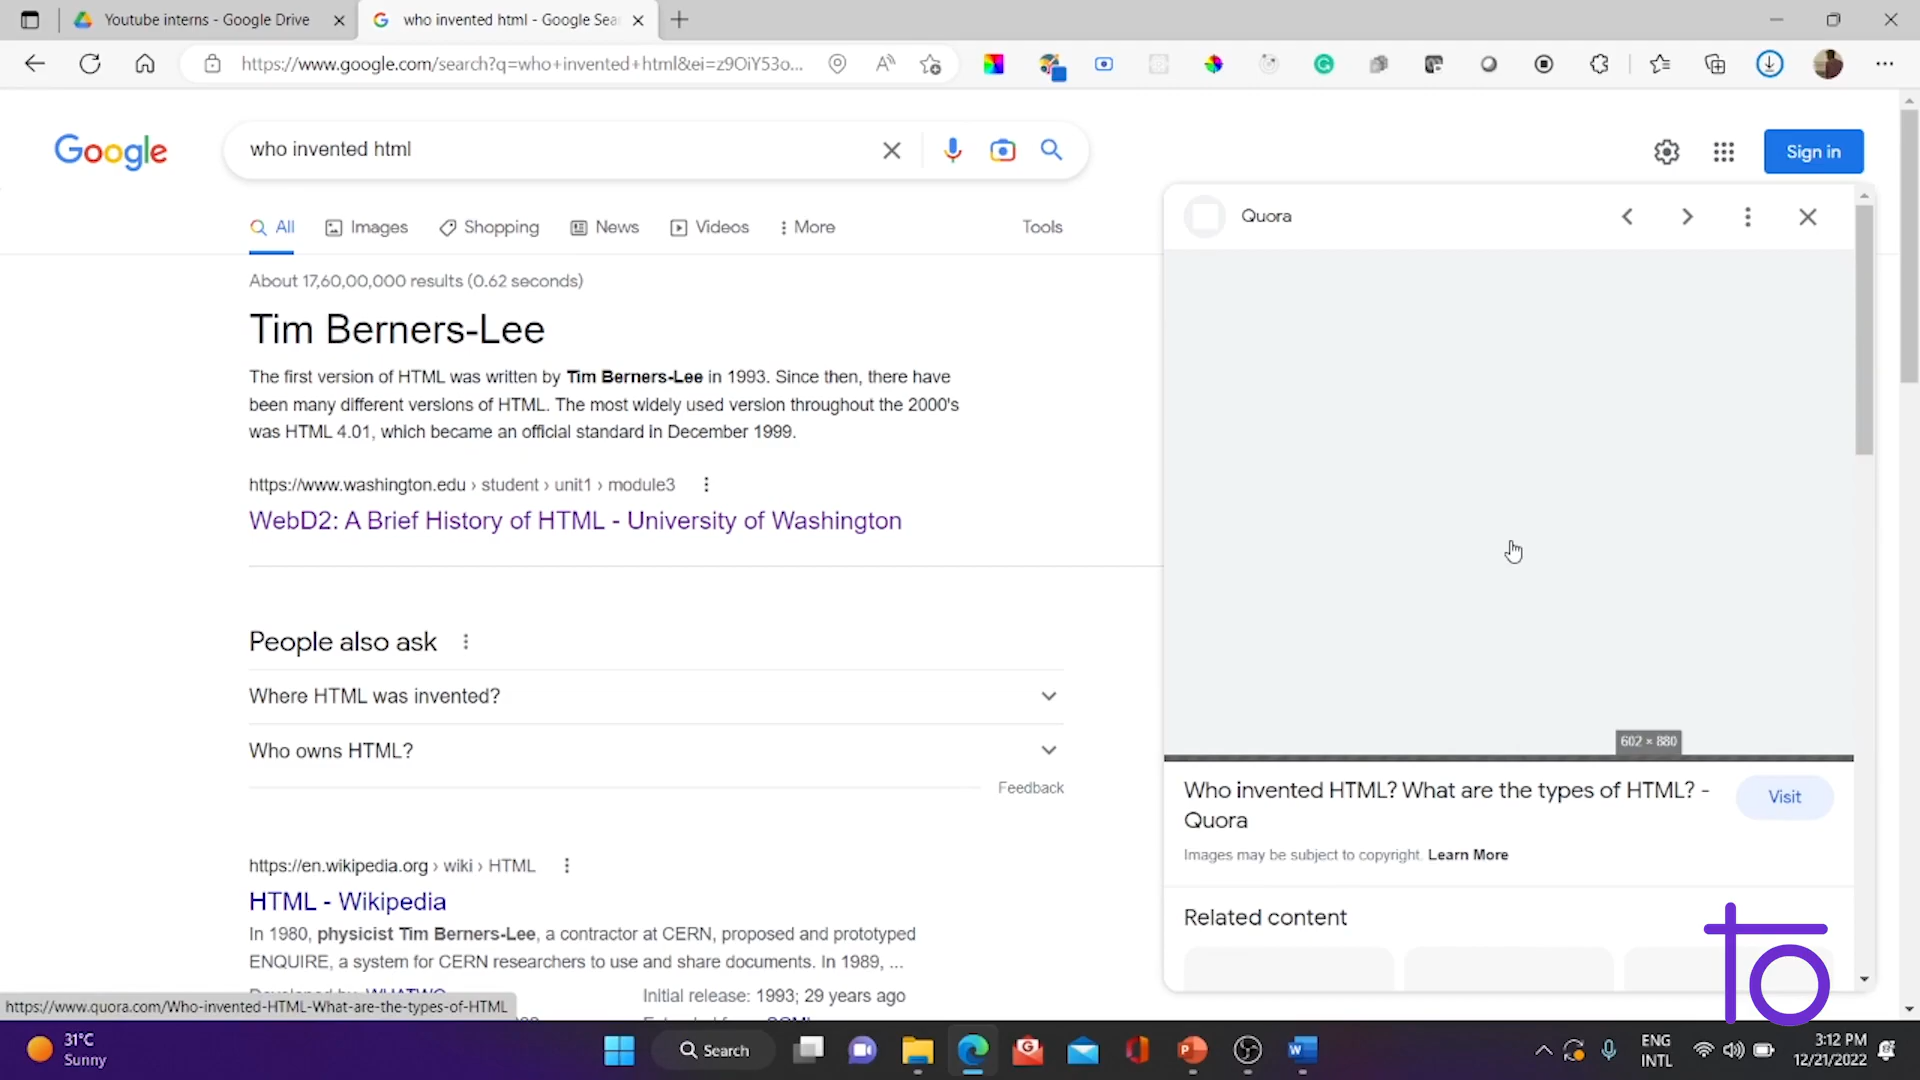 Youtube interns - Google Drive
who invented html - Google Sea
https://www.google.com/search?q=who+invented+html&ei=z9OiY53o...
Google
who invented html
Sign in
All
Images
Shopping
News
Videos
More
Tools
About 17,60,00,000 results (0.62 seconds)
Tim Berners-Lee
The first version of HTML was written by Tim Berners-Lee in 1993. Since then, there have
been many different versions of HTML. The most widely used version throughout the 2000's
was HTML 4.01, which became an official standard in December 1999.
https://www.washington.edu › student › unit1 › module3
WebD2: A Brief History of HTML - University of Washington
People also ask
Where HTML was invented?
Who owns HTML?
Feedback
https://en.wikipedia.org › wiki › HTML
HTML - Wikipedia
In 1980, physicist Tim Berners-Lee, a contractor at CERN, proposed and prototyped
ENQUIRE, a system for CERN researchers to use and share documents. In 1989, ...
Initial release: 1993; 29 years ago
https://www.quora.com/Who-invented-HTML-What-are-the-types-of-HTML
Quora
602 × 880
Who invented HTML? What are the types of HTML? -
Quora
Visit
Images may be subject to copyright. Learn More
Related content
to
31°C
Sunny
Search
ENG
INTL
3:12 PM
12/21/2022